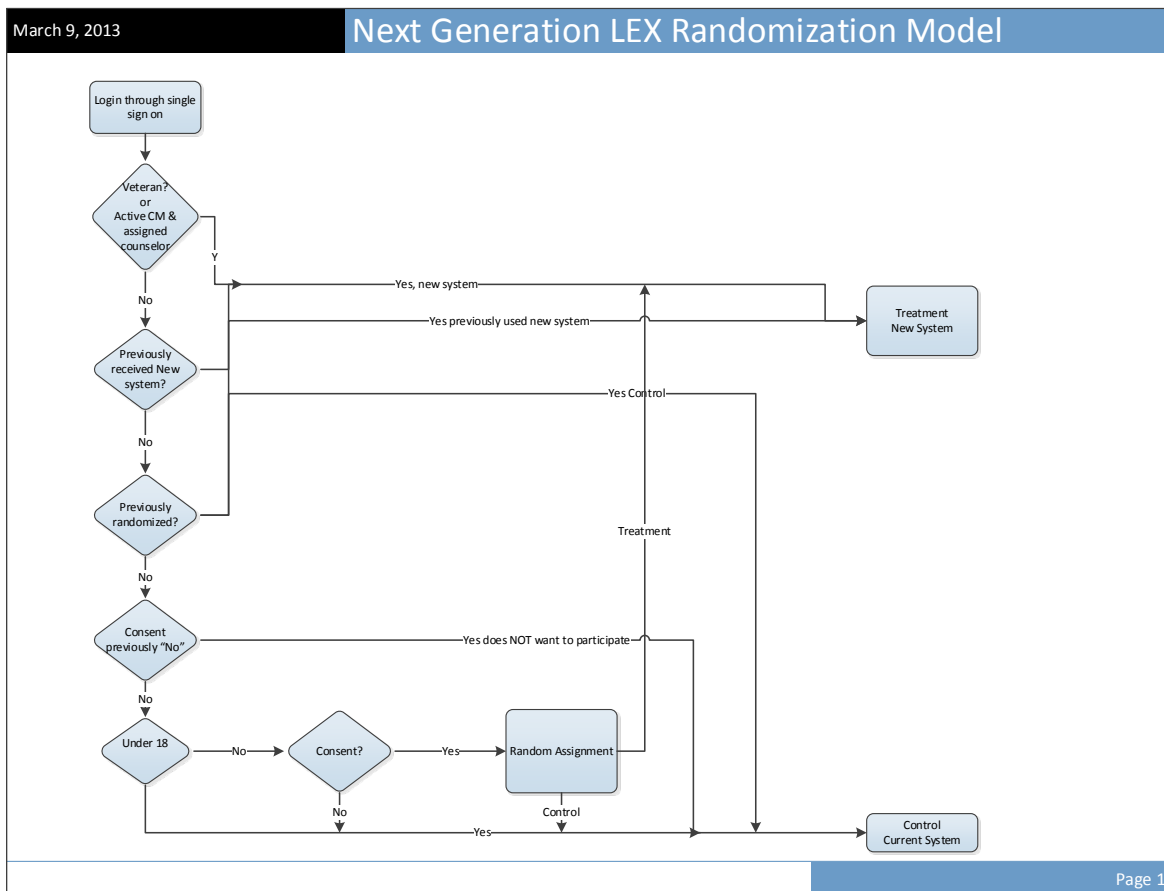 March 9, 2013
Next Generation LEX Randomization Model
Login through single
sign on
Veteran?
or
Active CM &
assigned
counselor
Y
No
Yes, new system
Yes previously used new system
Treatment
New System
Previously
received New
system?
Yes Control
No
Previously
randomized?
Treatment
No
Consent
previously “No”
Yes does NOT want to participate
No
Under 18
No
Consent?
Yes
Random Assignment
No
Control
Yes
Control
Current System
Page 1